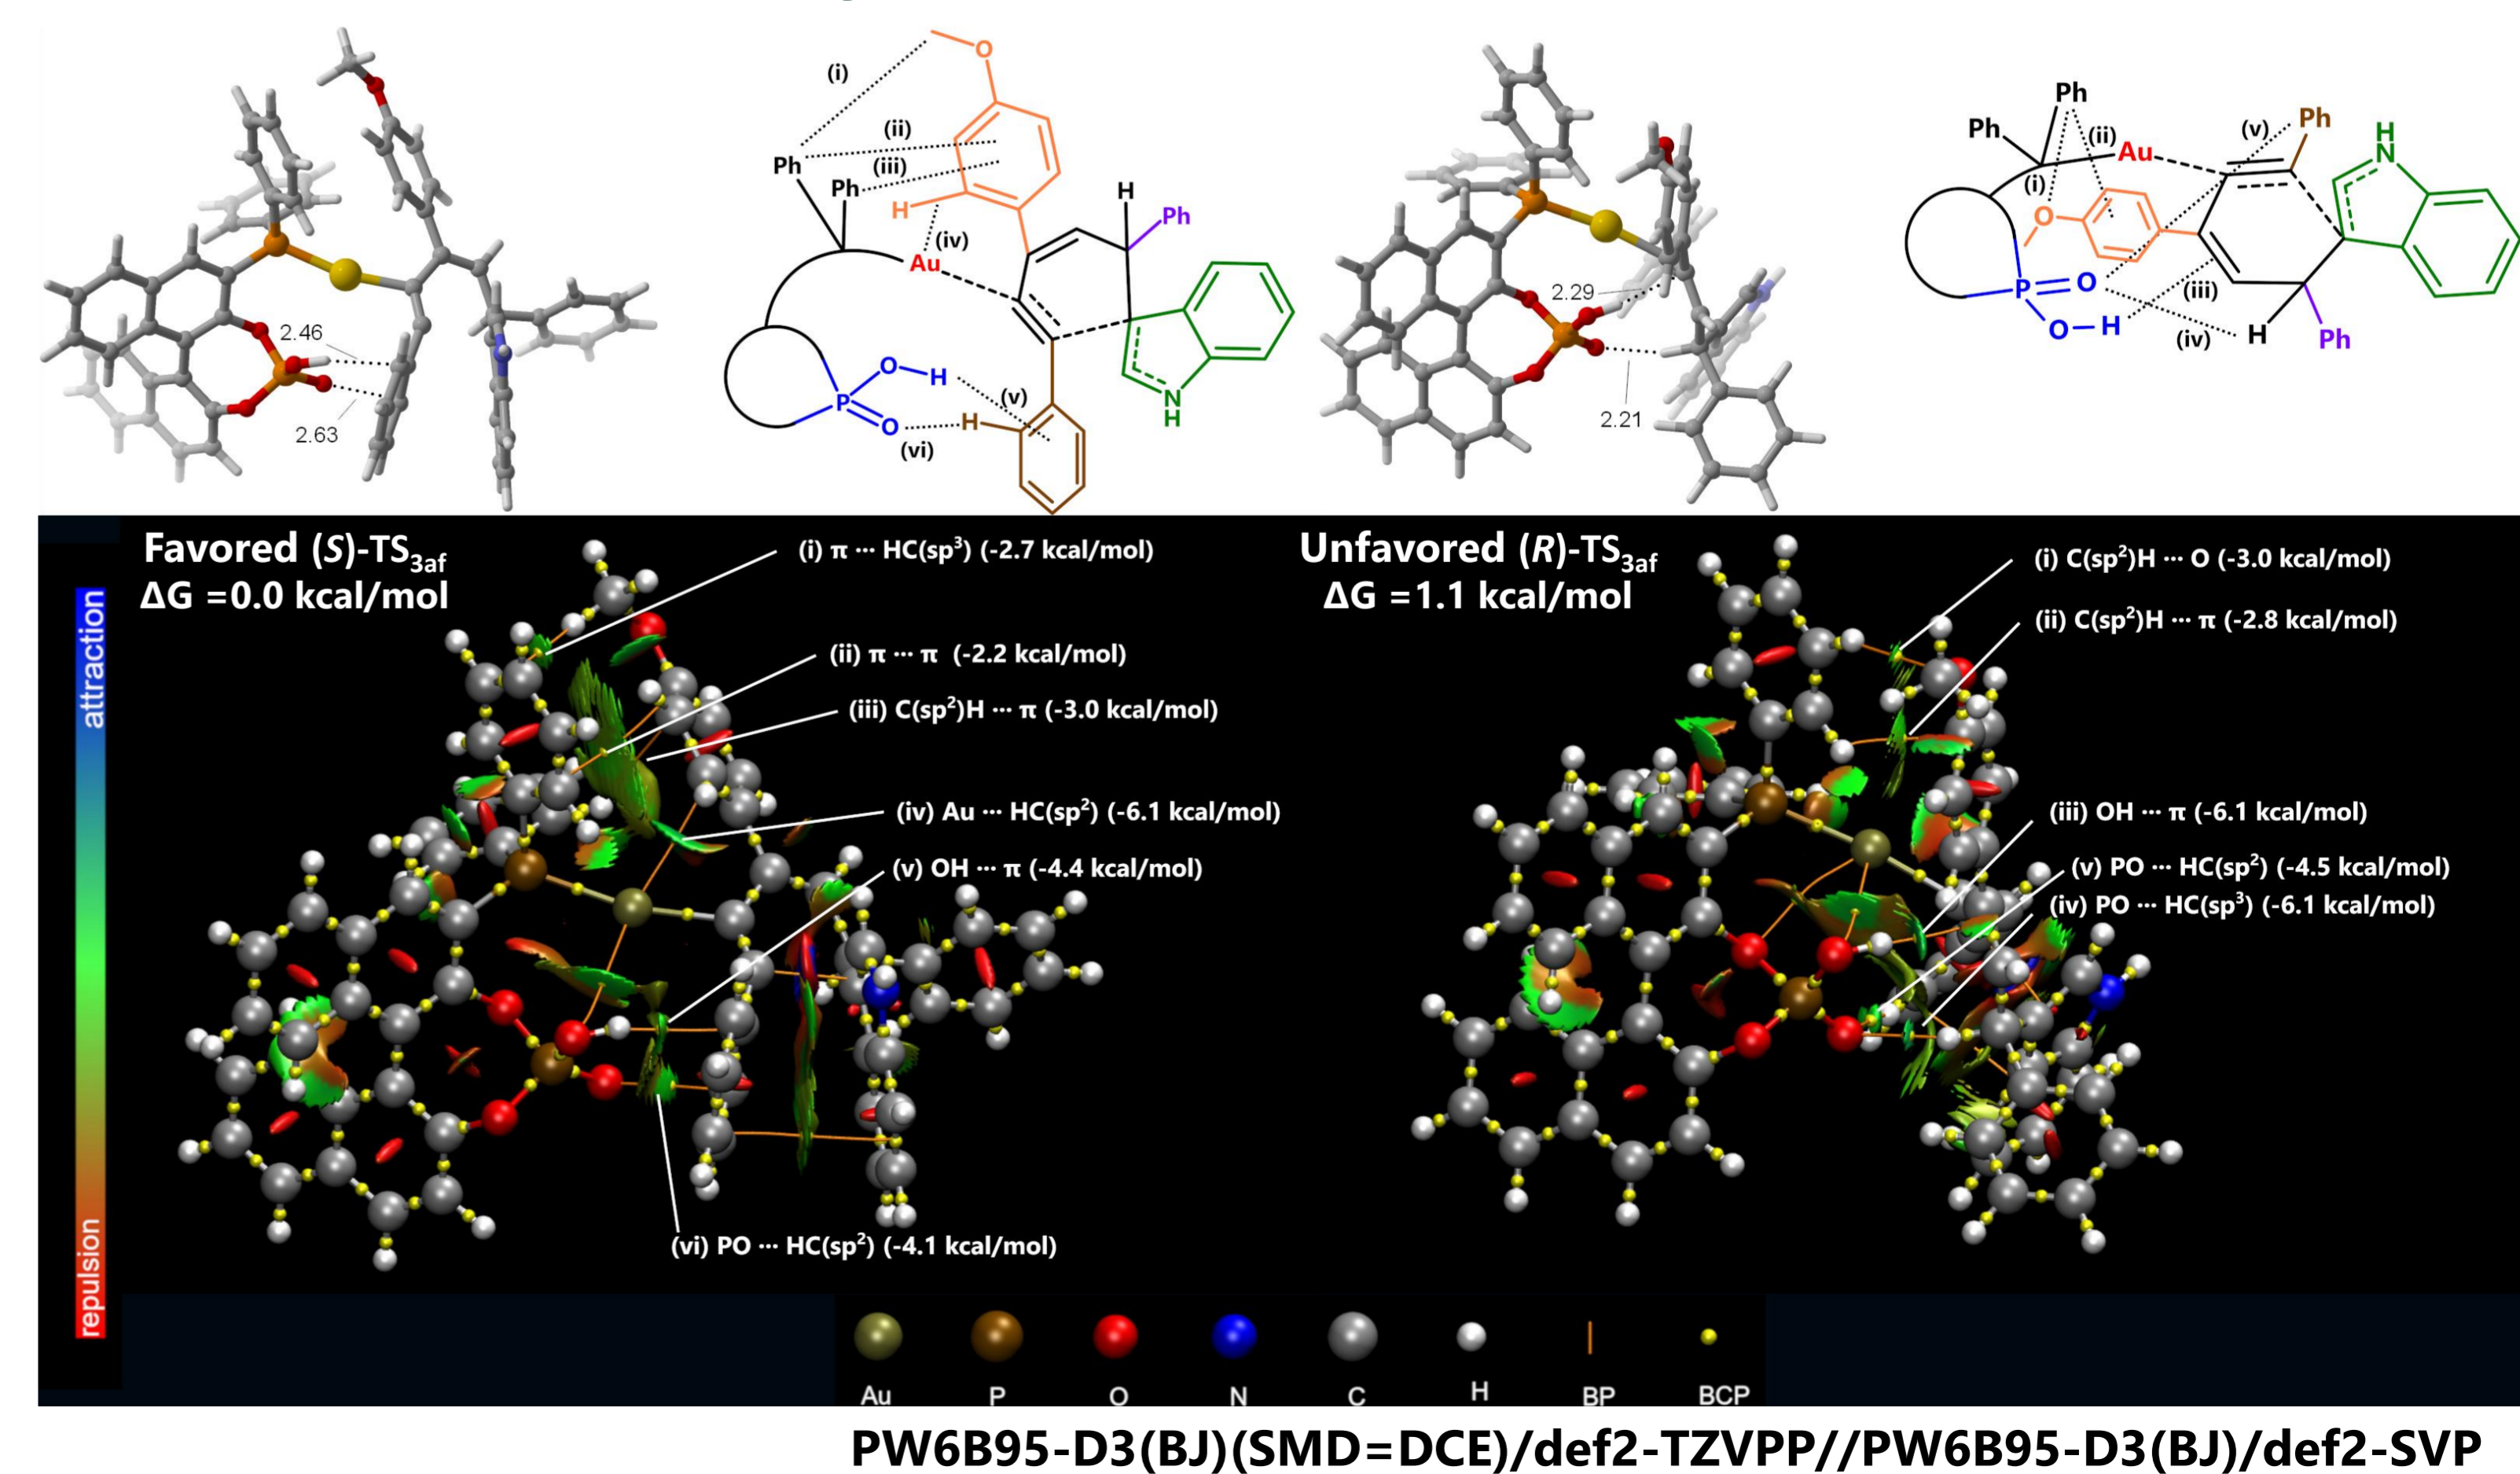 (i)
O
(ii)
(iii)
Ph
Ph
H
(iv)
Au
H
Ph
N
H
P
O
H
O
H
(v)
(vi)
2.46
2.63
2.29
2.21
Ph
Ph
(i)
(ii)
Au
(v)
Ph
H
N
O
P
O
O
H
(iii)
(iv)
H
Ph
Favored (S)-TS3af
ΔG =0.0 kcal/mol
(i) π ··· HC(sp³) (-2.7 kcal/mol)
(ii) π ··· π (-2.2 kcal/mol)
(iii) C(sp²)H ··· π (-3.0 kcal/mol)
(iv) Au ··· HC(sp²) (-6.1 kcal/mol)
(v) OH ··· π (-4.4 kcal/mol)
(vi) PO ··· HC(sp²) (-4.1 kcal/mol)
Unfavored (R)-TS3af
ΔG =1.1 kcal/mol
(i) C(sp²)H ··· O (-3.0 kcal/mol)
(ii) C(sp²)H ··· π (-2.8 kcal/mol)
(iii) OH ··· π (-6.1 kcal/mol)
(v) PO ··· HC(sp²) (-4.5 kcal/mol)
(iv) PO ··· HC(sp³) (-6.1 kcal/mol)
attraction
repulsion
Au P O N C H BP BCP
PW6B95-D3(BJ)(SMD=DCE)/def2-TZVPP//PW6B95-D3(BJ)/def2-SVP